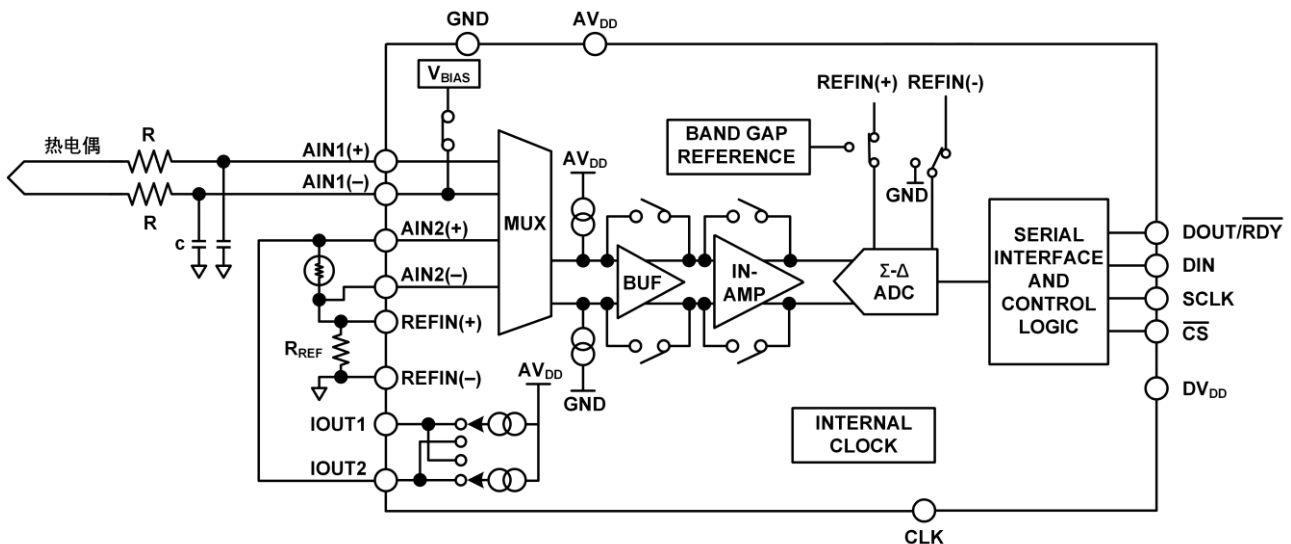 GND
AVDD
VBIAS
REFIN(+)
REFIN(-)
热电偶
R
AIN1(+)
BAND GAP
REFERENCE
AVDD
AIN1(–)
GND
R
MUX
c
AIN2(+)
SERIAL
INTERFACE
AND
CONTROL
LOGIC
DOUT/RDY
BUF
IN-
AMP
Σ-Δ
ADC
DIN
AIN2(–)
SCLK
REFIN(+)
CS
RREF
REFIN(–)
AVDD
GND
DVDD
IOUT1
INTERNAL
CLOCK
IOUT2
CLK